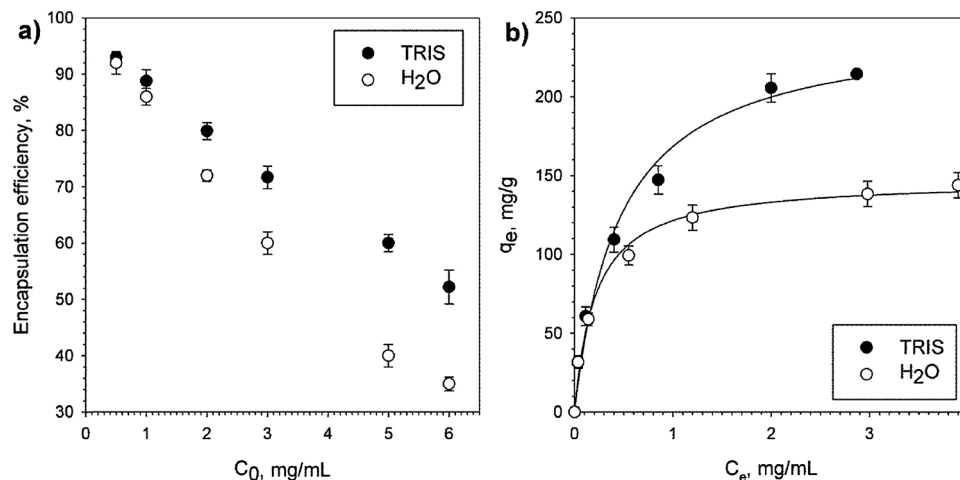 a)
Encapsulation efficiency, %
100
90
80
70
60
50
40
30
TRIS
H₂O
0 1 2 3 4 5 6
C₀, mg/mL
b)
qₑ, mg/g
250
200
150
100
50
0
TRIS
H₂O
0 1 2 3
Cₑ, mg/mL